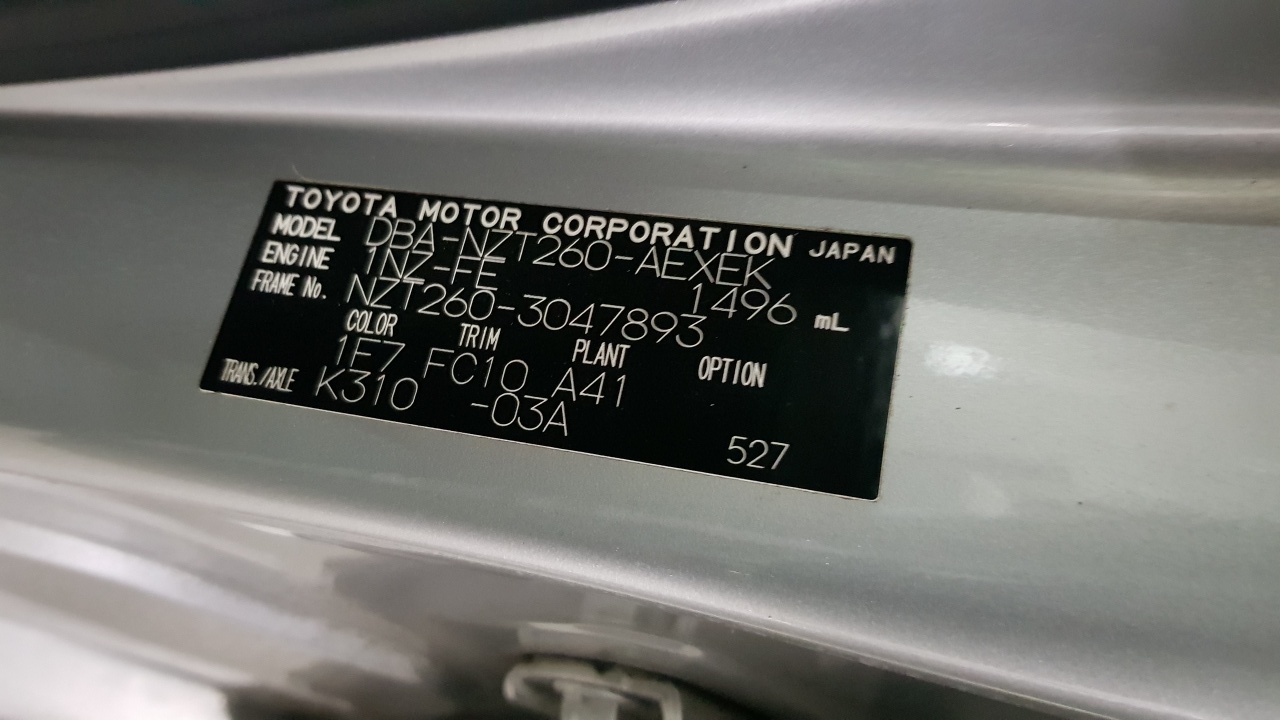 TOYOTA MOTOR CORPORATION JAPAN
MODEL DBA-NZT260-AEXEK
ENGINE 1NZ-FE 1496 mL
FRAME No. NZT260-3047893
COLOR TRIM PLANT OPTION
1E7 FC10 A41
TRANS./AXLE K310 -03A
527